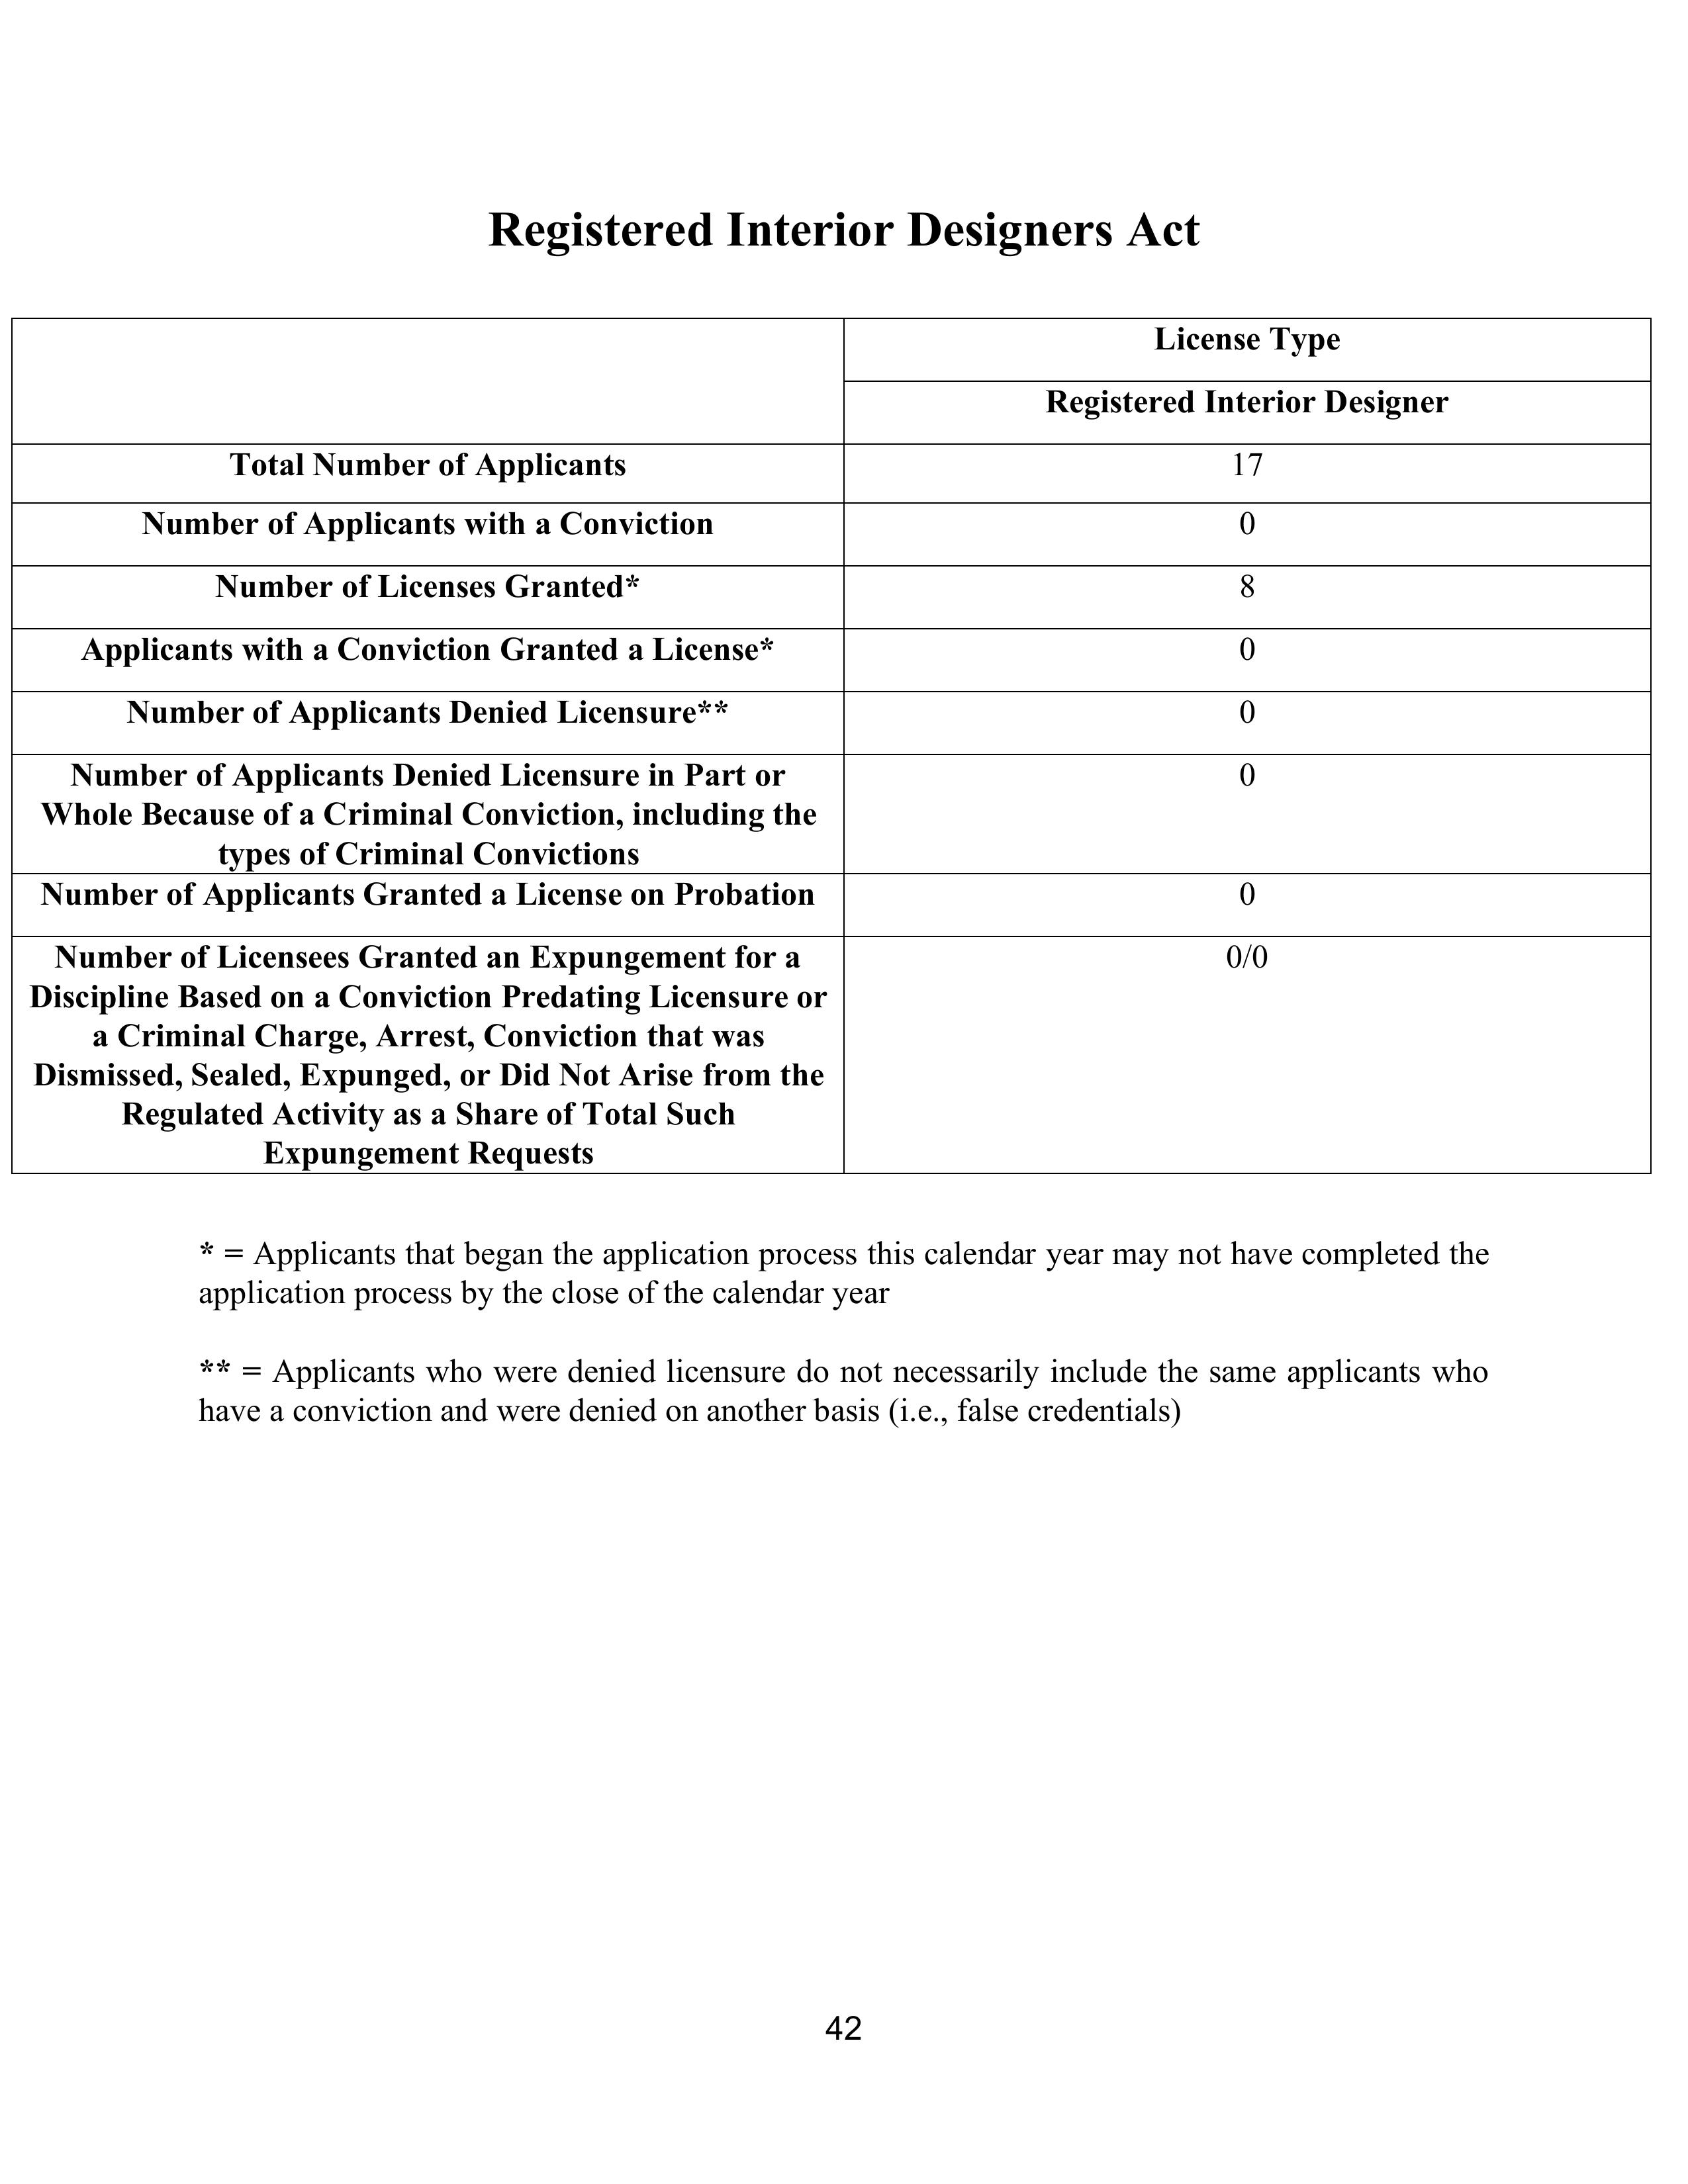 Registered Interior Designers Act
License Type
Registered Interior Designer
Total Number of Applicants
17
Number of Applicants with a Conviction
0
Number of Licenses Granted*
8
Applicants with a Conviction Granted a License*
0
Number of Applicants Denied Licensure**
0
Number of Applicants Denied Licensure in Part or
Whole Because of a Criminal Conviction, including the
types of Criminal Convictions
0
Number of Applicants Granted a License on Probation
0
Number of Licensees Granted an Expungement for a
Discipline Based on a Conviction Predating Licensure or
a Criminal Charge, Arrest, Conviction that was
Dismissed, Sealed, Expunged, or Did Not Arise from the
Regulated Activity as a Share of Total Such
Expungement Requests
0/0
* = Applicants that began the application process this calendar year may not have completed the
application process by the close of the calendar year
** = Applicants who were denied licensure do not necessarily include the same applicants who
have a conviction and were denied on another basis (i.e., false credentials)
42